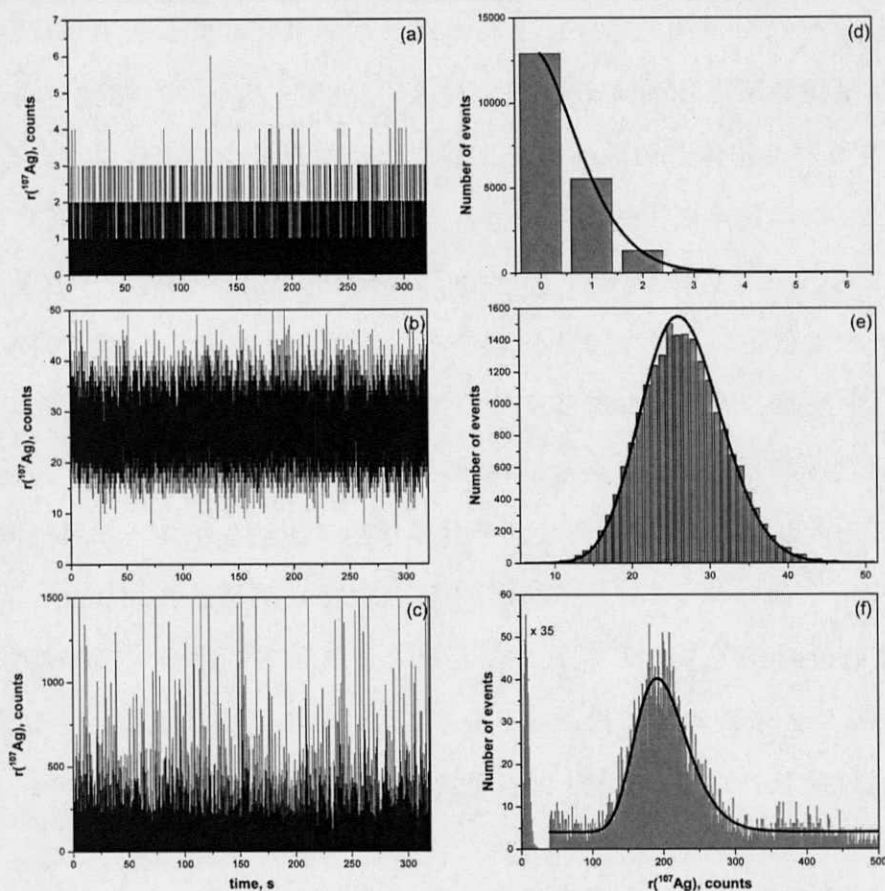 (a)
r(¹⁰⁷Ag), counts
7
6
5
4
3
2
1
0
0 50 100 150 200 250 300
(d)
Number of events
15000
10000
5000
0
0 1 2 3 4 5 6
(b)
r(¹⁰⁷Ag), counts
50
40
30
20
10
0
0 50 100 150 200 250 300
(e)
Number of events
1600
1400
1200
1000
800
600
400
200
0
10 20 30 40 50
(c)
r(¹⁰⁷Ag), counts
1500
1000
750
500
250
0
0 50 100 150 200 250 300
time, s
(f)
x 35
Number of events
60
50
40
30
20
10
0
0 100 200 300 400 500
r(¹⁰⁷Ag), counts